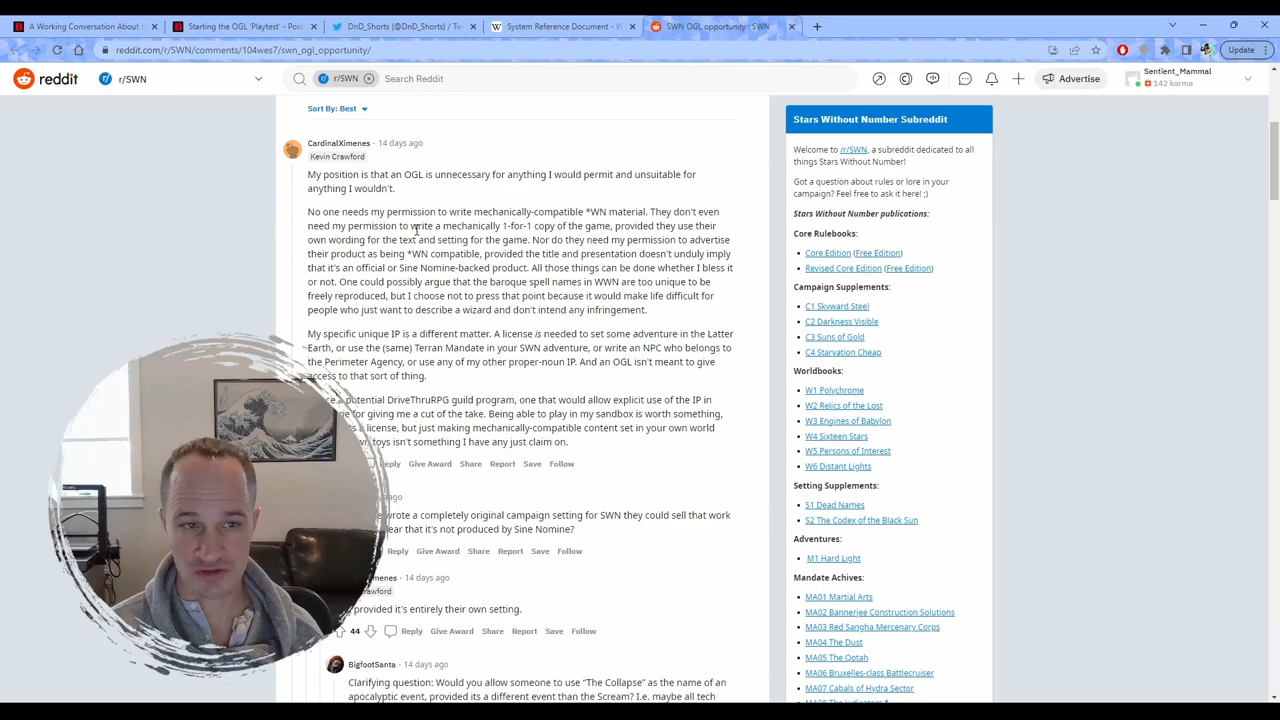 A Working Conversation About t
Starting the OGL 'Playtest' - Pos
DnD_Shorts (@DnD_Shorts) / Tw
System Reference Document - W
SWN OGL opportunity : SWN
reddit.com/r/SWN/comments/104wes7/swn_ogl_opportunity/
Update
reddit
r/SWN
r/SWN
Search Reddit
Advertise
Sentient_Mammal
142 karma
Sort By: Best
CardinalXimenes · 14 days ago
Kevin Crawford
My position is that an OGL is unnecessary for anything I would permit and unsuitable for
anything I wouldn't.
No one needs my permission to write mechanically-compatible *WN material. They don't even
need my permission to write a mechanically 1-for-1 copy of the game, provided they use their
own wording for the text and setting for the game. Nor do they need my permission to advertise
their product as being *WN compatible, provided the title and presentation doesn't unduly imply
that it's an official or Sine Nomine-backed product. All those things can be done whether I bless it
or not. One could possibly argue that the baroque spell names in WWN are too unique to be
freely reproduced, but I choose not to press that point because it would make life difficult for
people who just want to describe a wizard and don't intend any infringement.
My specific unique IP is a different matter. A license is needed to set some adventure in the Latter
Earth, or use the (same) Terran Mandate in your SWN adventure, or write an NPC who belongs to
the Perimeter Agency, or use any of my other proper-noun IP. And an OGL isn't meant to give
access to that sort of thing.
a potential DriveThruRPG guild program, one that would allow explicit use of the IP in
for giving me a cut of the take. Being able to play in my sandbox is worth something,
a license, but just making mechanically-compatible content set in your own world
toys isn't something I have any just claim on.
Reply Give Award Share Report Save Follow
ago
wrote a completely original campaign setting for SWN they could sell that work
that it's not produced by Sine Nomine?
Reply Give Award Share Report Save Follow
14 days ago
provided it's entirely their own setting.
44 Reply Give Award Share Report Save Follow
BigfootSanta · 14 days ago
Clarifying question: Would you allow someone to use "The Collapse" as the name of an
apocalyptic event, provided its a different event than the Scream? I.e. maybe all tech
Stars Without Number Subreddit
Welcome to /r/SWN, a subreddit dedicated to all
things Stars Without Number!
Got a question about rules or lore in your
campaign? Feel free to ask it here! ;)
Stars Without Number publications:
Core Rulebooks:
• Core Edition (Free Edition)
• Revised Core Edition (Free Edition)
Campaign Supplements:
• C1 Skyward Steel
• C2 Darkness Visible
• C3 Suns of Gold
• C4 Starvation Cheap
Worldbooks:
• W1 Polychrome
• W2 Relics of the Lost
• W3 Engines of Babylon
• W4 Sixteen Stars
• W5 Persons of Interest
• W6 Distant Lights
Setting Supplements:
• S1 Dead Names
• S2 The Codex of the Black Sun
Adventures:
• M1 Hard Light
Mandate Achives:
• MA01 Martial Arts
• MA02 Bannerjee Construction Solutions
• MA03 Red Sangha Mercenary Corps
• MA04 The Dust
• MA05 The Qotah
• MA06 Bruxelles-class Battlecruiser
• MA07 Cabals of Hydra Sector